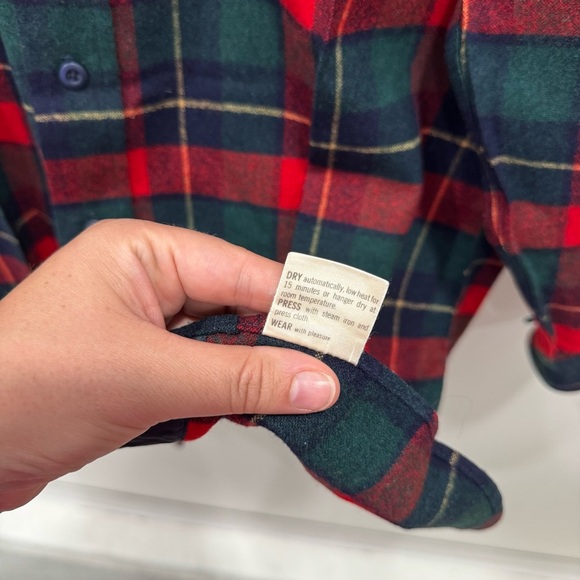 DRY automatically, low heat for
15 minutes or hanger dry at
room temperature.
PRESS with steam iron and
press cloth.
WEAR with pleasure